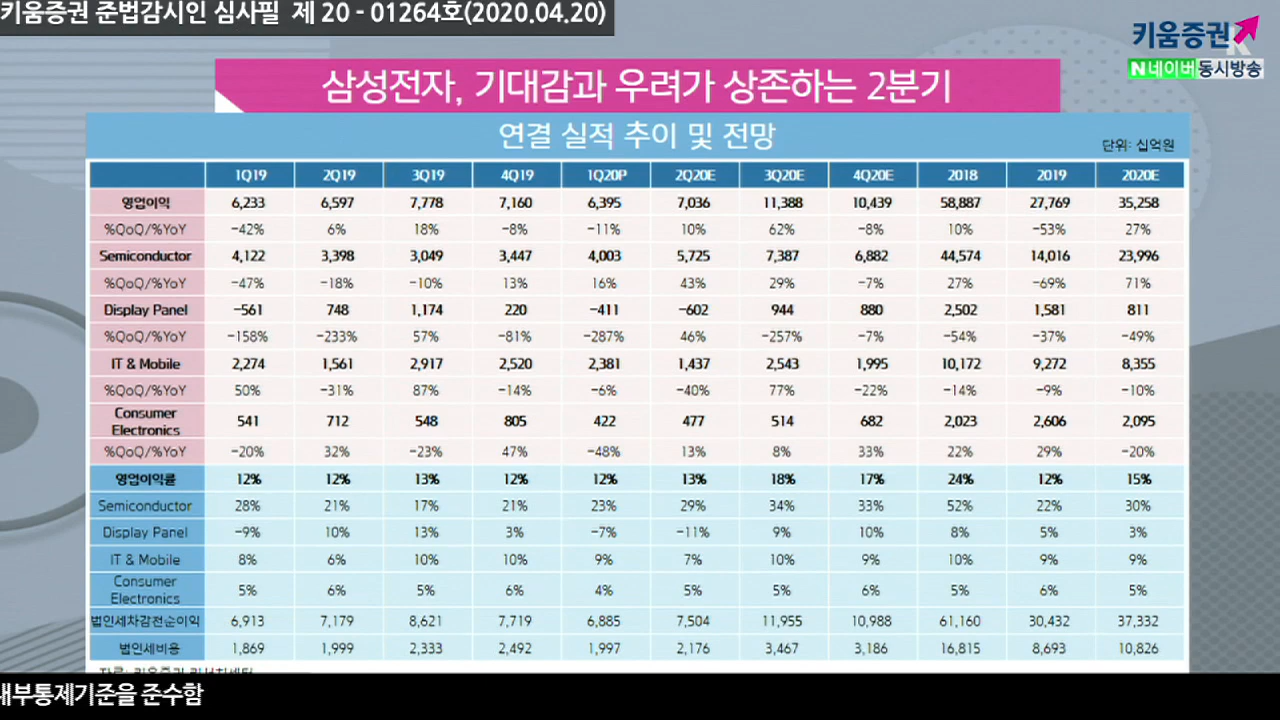 키움증권 준법감시인 심사필 제 20 - 01264호(2020.04.20)
키움증권
N 네이버 동시방송
삼성전자, 기대감과 우려가 상존하는 2분기
연결 실적 추이 및 전망
단위: 십억원
1Q19 2Q19 3Q19 4Q19 1Q20P 2Q20E 3Q20E 4Q20E 2018 2019 2020E
영업이익 6,233 6,597 7,778 7,160 6,395 7,036 11,388 10,439 58,887 27,769 35,258
%QoQ/%YoY -42% 6% 18% -8% -11% 10% 62% -8% 10% -53% 27%
Semiconductor 4,122 3,398 3,049 3,447 4,003 5,725 7,387 6,882 44,574 14,016 23,996
%QoQ/%YoY -47% -18% -10% 13% 16% 43% 29% -7% 27% -69% 71%
Display Panel -561 748 1,174 220 -411 -602 944 880 2,502 1,581 811
%QoQ/%YoY -158% -233% 57% -81% -287% 46% -257% -7% -54% -37% -49%
IT & Mobile 2,274 1,561 2,917 2,520 2,381 1,437 2,543 1,995 10,172 9,272 8,355
%QoQ/%YoY 50% -31% 87% -14% -6% -40% 77% -22% -14% -9% -10%
Consumer
Electronics 541 712 548 805 422 477 514 682 2,023 2,606 2,095
%QoQ/%YoY -20% 32% -23% 47% -48% 13% 8% 33% 22% 29% -20%
영업이익률 12% 12% 13% 12% 12% 13% 18% 17% 24% 12% 15%
Semiconductor 28% 21% 17% 21% 23% 29% 34% 33% 52% 22% 30%
Display Panel -9% 10% 13% 3% -7% -11% 9% 10% 8% 5% 3%
IT & Mobile 8% 6% 10% 10% 9% 7% 10% 9% 10% 9% 9%
Consumer
Electronics 5% 6% 5% 6% 4% 5% 5% 6% 5% 6% 5%
법인세차감전순이익 6,913 7,179 8,621 7,719 6,885 7,504 11,955 10,988 61,160 30,432 37,332
법인세비용 1,869 1,999 2,333 2,492 1,997 2,176 3,467 3,186 16,815 8,693 10,826
자료: 키움증권 리서치센터
내부통제기준을 준수함